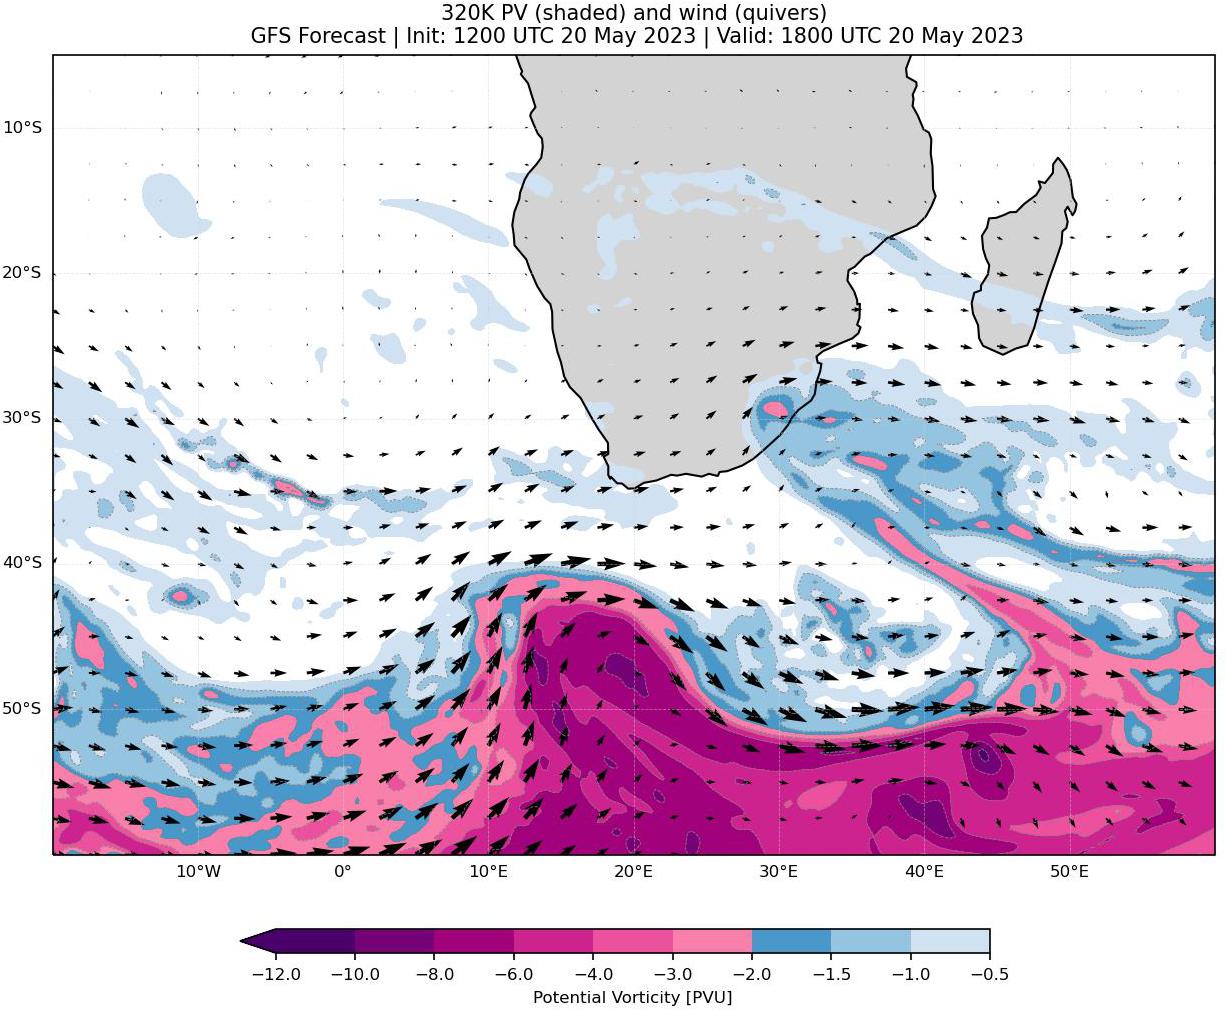 320K PV (shaded) and wind (quivers)
GFS Forecast | Init: 1200 UTC 20 May 2023 | Valid: 1800 UTC 20 May 2023
10°S
20°S
30°S
40°S
50°S
10°W 0° 10°E 20°E 30°E 40°E 50°E
−12.0 −10.0 −8.0 −6.0 −4.0 −3.0 −2.0 −1.5 −1.0 −0.5
Potential Vorticity [PVU]